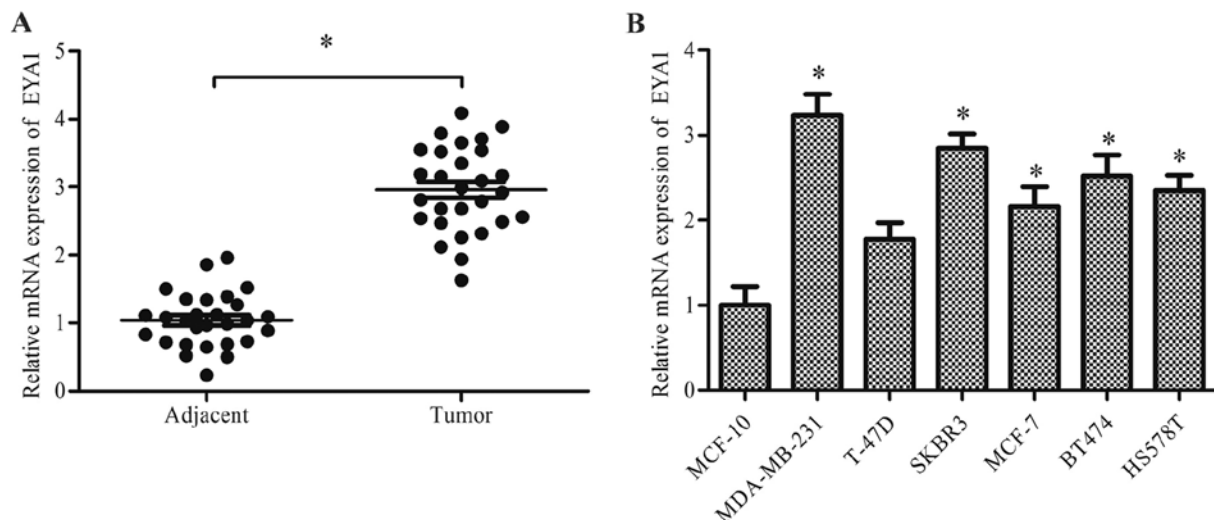 A
Relative mRNA expression of EYA1
5
4
3
2
1
0
*
Adjacent
Tumor
B
Relative mRNA expression of EYA1
4
3
2
1
0
*
*
*
*
*
MCF-10
MDA-MB-231
T-47D
SKBR3
MCF-7
BT474
HS578T